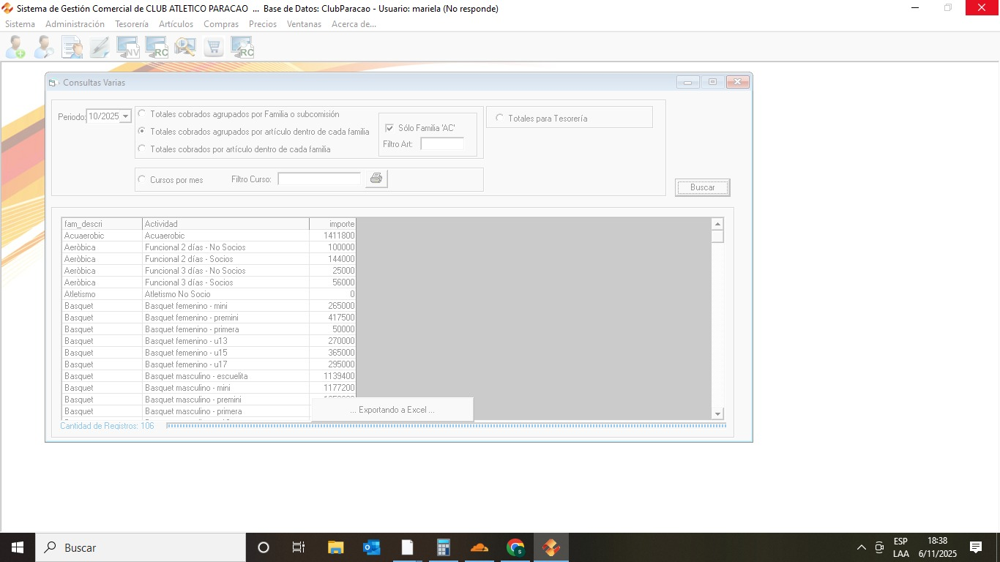 Sistema de Gestión Comercial de CLUB ATLETICO PARACAO ... Base de Datos: ClubParacao - Usuario: mariela (No responde)
Sistema Administración Tesorería Artículos Compras Precios Ventanas Acerca de...
NV RC RC
Consultas Varias
Periodo: 10/2025
Totales cobrados agrupados por Familia o subcomisión
Totales cobrados agrupados por artículo dentro de cada familia
Totales cobrados por artículo dentro de cada familia
Sólo Familia 'AC'
Filtro Art:
Totales para Tesorería
Cursos por mes Filtro Curso:
Buscar
fam_descri Actividad importe
Acuaerobic Acuaerobic 1411800
Aeròbica Funcional 2 días - No Socios 100000
Aeròbica Funcional 2 días - Socios 144000
Aeròbica Funcional 3 días - No Socios 25000
Aeròbica Funcional 3 días - Socios 56000
Atletismo Atletismo No Socio 0
Basquet Basquet femenino - mini 265000
Basquet Basquet femenino - premini 417500
Basquet Basquet femenino - primera 50000
Basquet Basquet femenino - u13 270000
Basquet Basquet femenino - u15 365000
Basquet Basquet femenino - u17 295000
Basquet Basquet masculino - escuelita 1139400
Basquet Basquet masculino - mini 1177200
Basquet Basquet masculino - premini
Basquet Basquet masculino - primera
... Exportando a Excel ...
Cantidad de Registros: 106
Buscar
ESP
LAA
18:38
6/11/2025